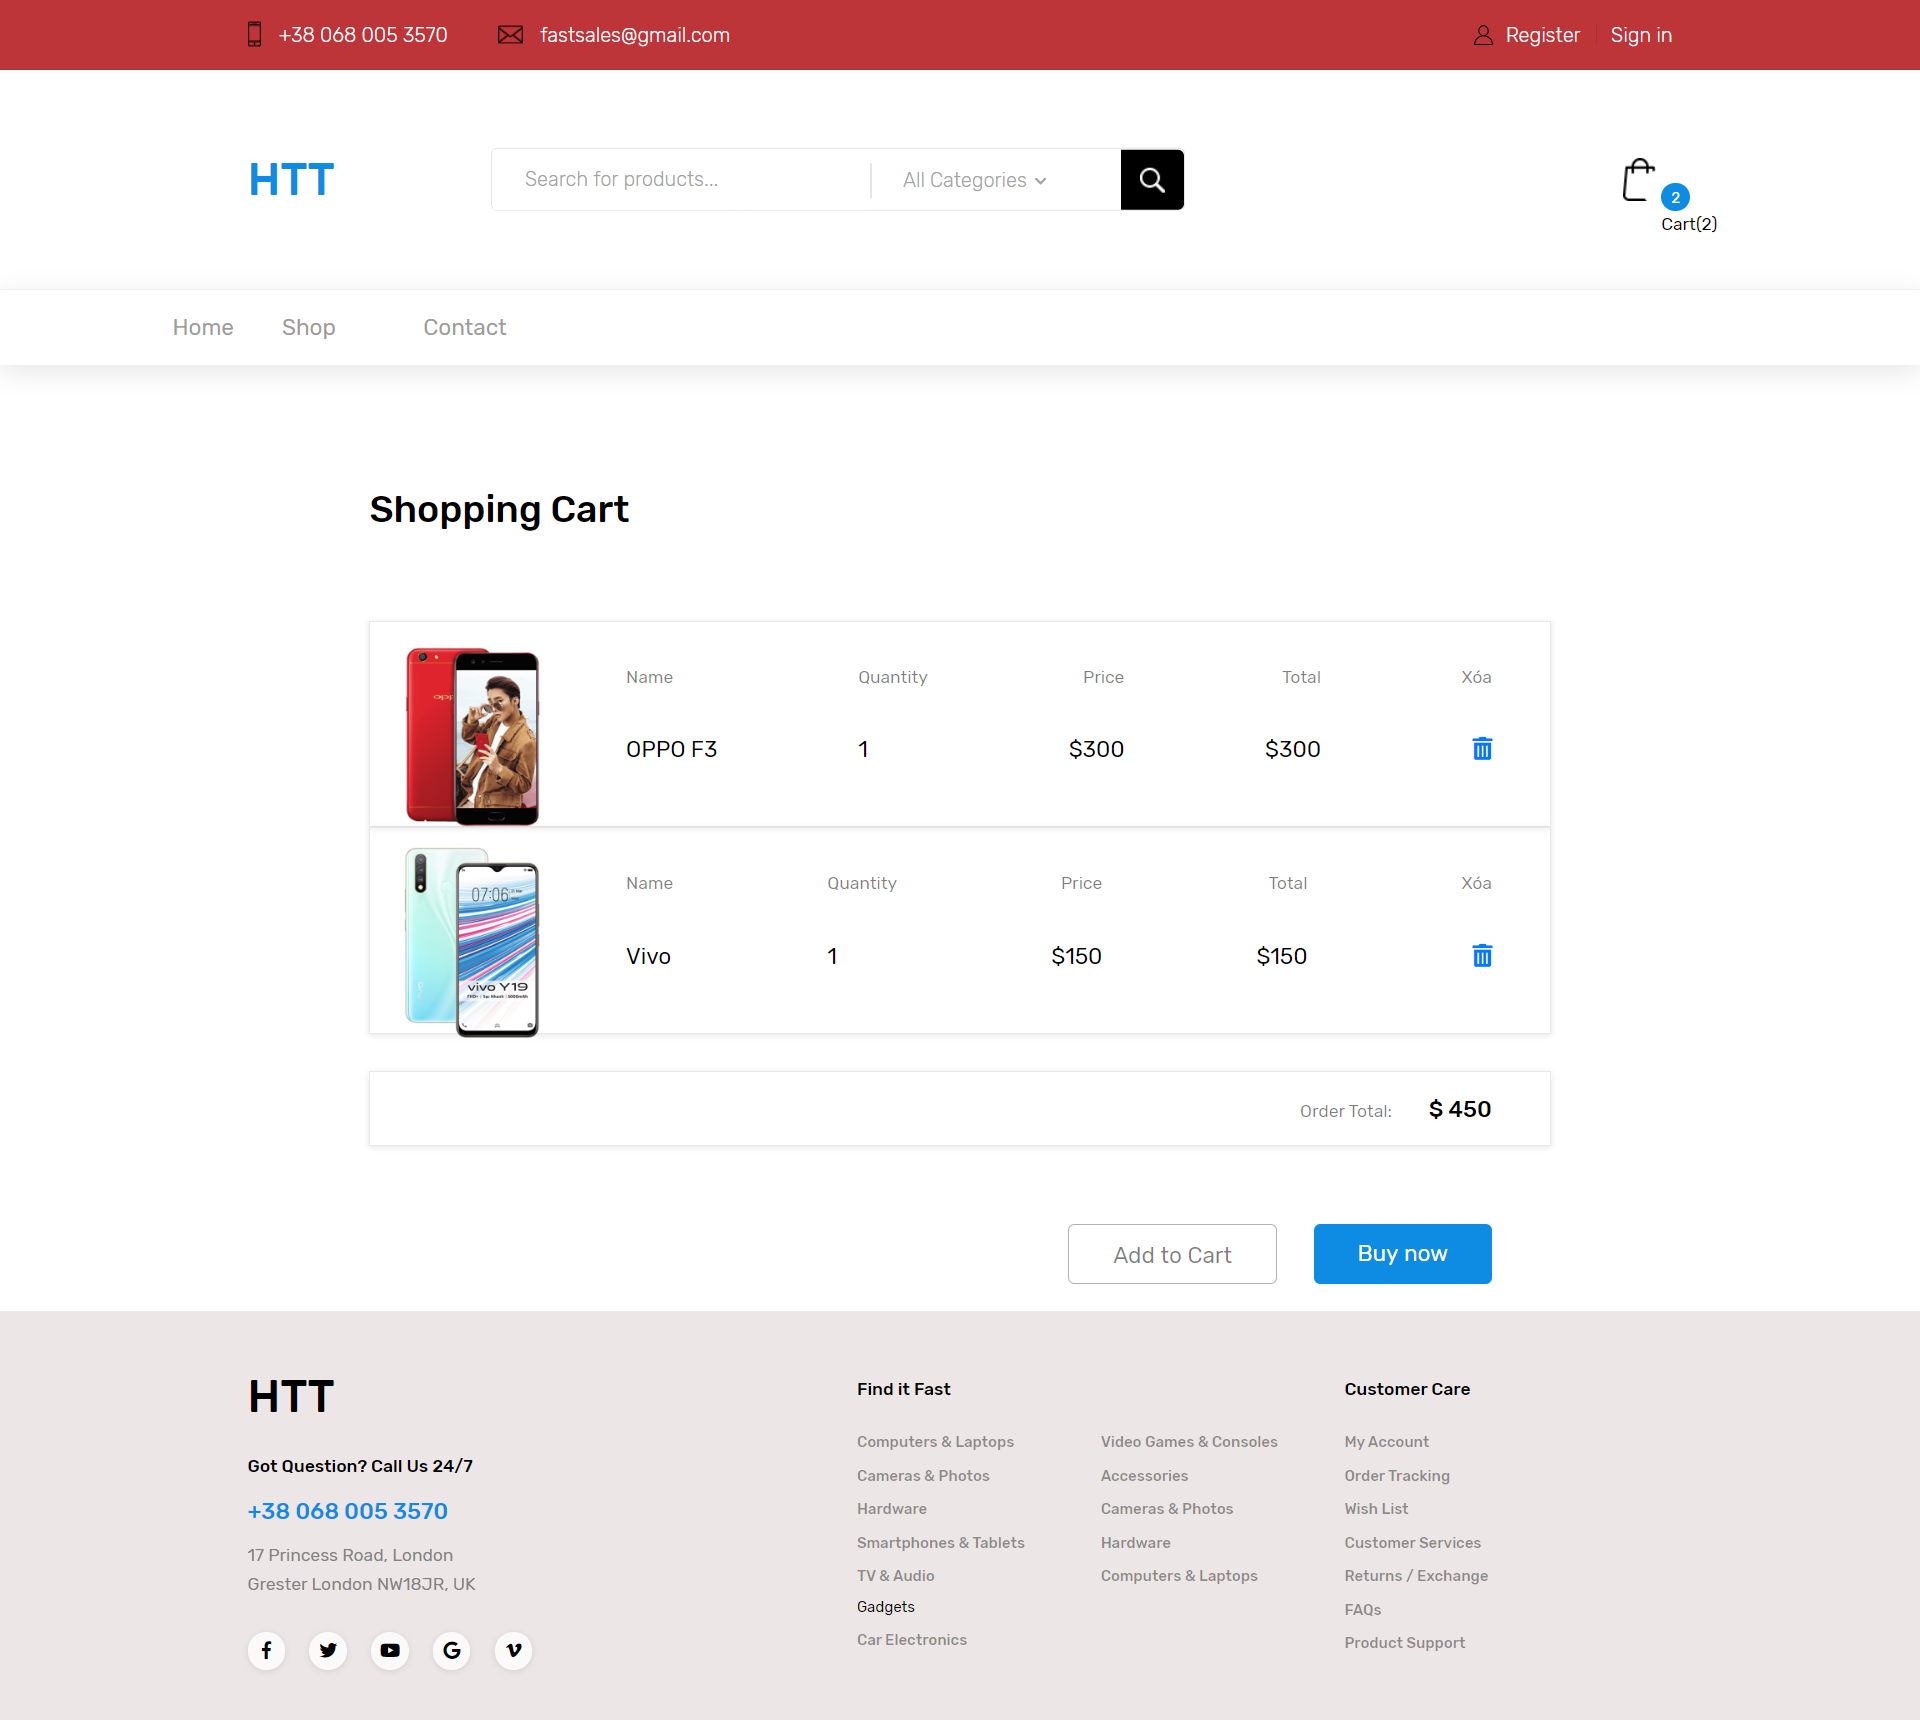 +38 068 005 3570 fastsales@gmail.com Register Sign in
HTT Search for products... All Categories
2
Cart(2)
Home Shop Contact
Shopping Cart
Name Quantity Price Total Xóa
OPPO F3 1 $300 $300
Name Quantity Price Total Xóa
07:06
Vivo 1 $150 $150
vivo Y19
Order Total: $ 450
Add to Cart Buy now
HTT
Got Question? Call Us 24/7
+38 068 005 3570
17 Princess Road, London
Grester London NW18JR, UK
Find it Fast
Computers & Laptops
Cameras & Photos
Hardware
Smartphones & Tablets
TV & Audio
Gadgets
Car Electronics
Video Games & Consoles
Accessories
Cameras & Photos
Hardware
Computers & Laptops
Customer Care
My Account
Order Tracking
Wish List
Customer Services
Returns / Exchange
FAQs
Product Support